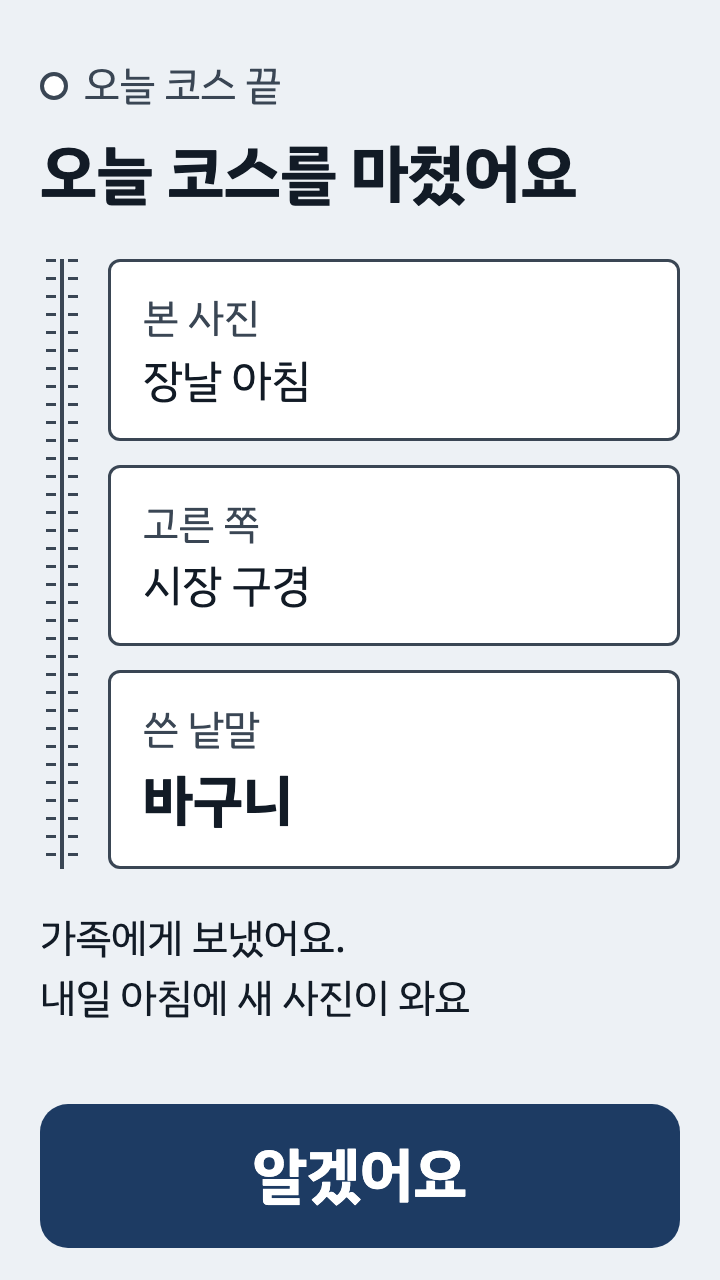 오늘 코스 끝
오늘 코스를 마쳤어요
본 사진
장날 아침
고른 쪽
시장 구경
쓴 낱말
바구니
가족에게 보냈어요.
내일 아침에 새 사진이 와요
알겠어요